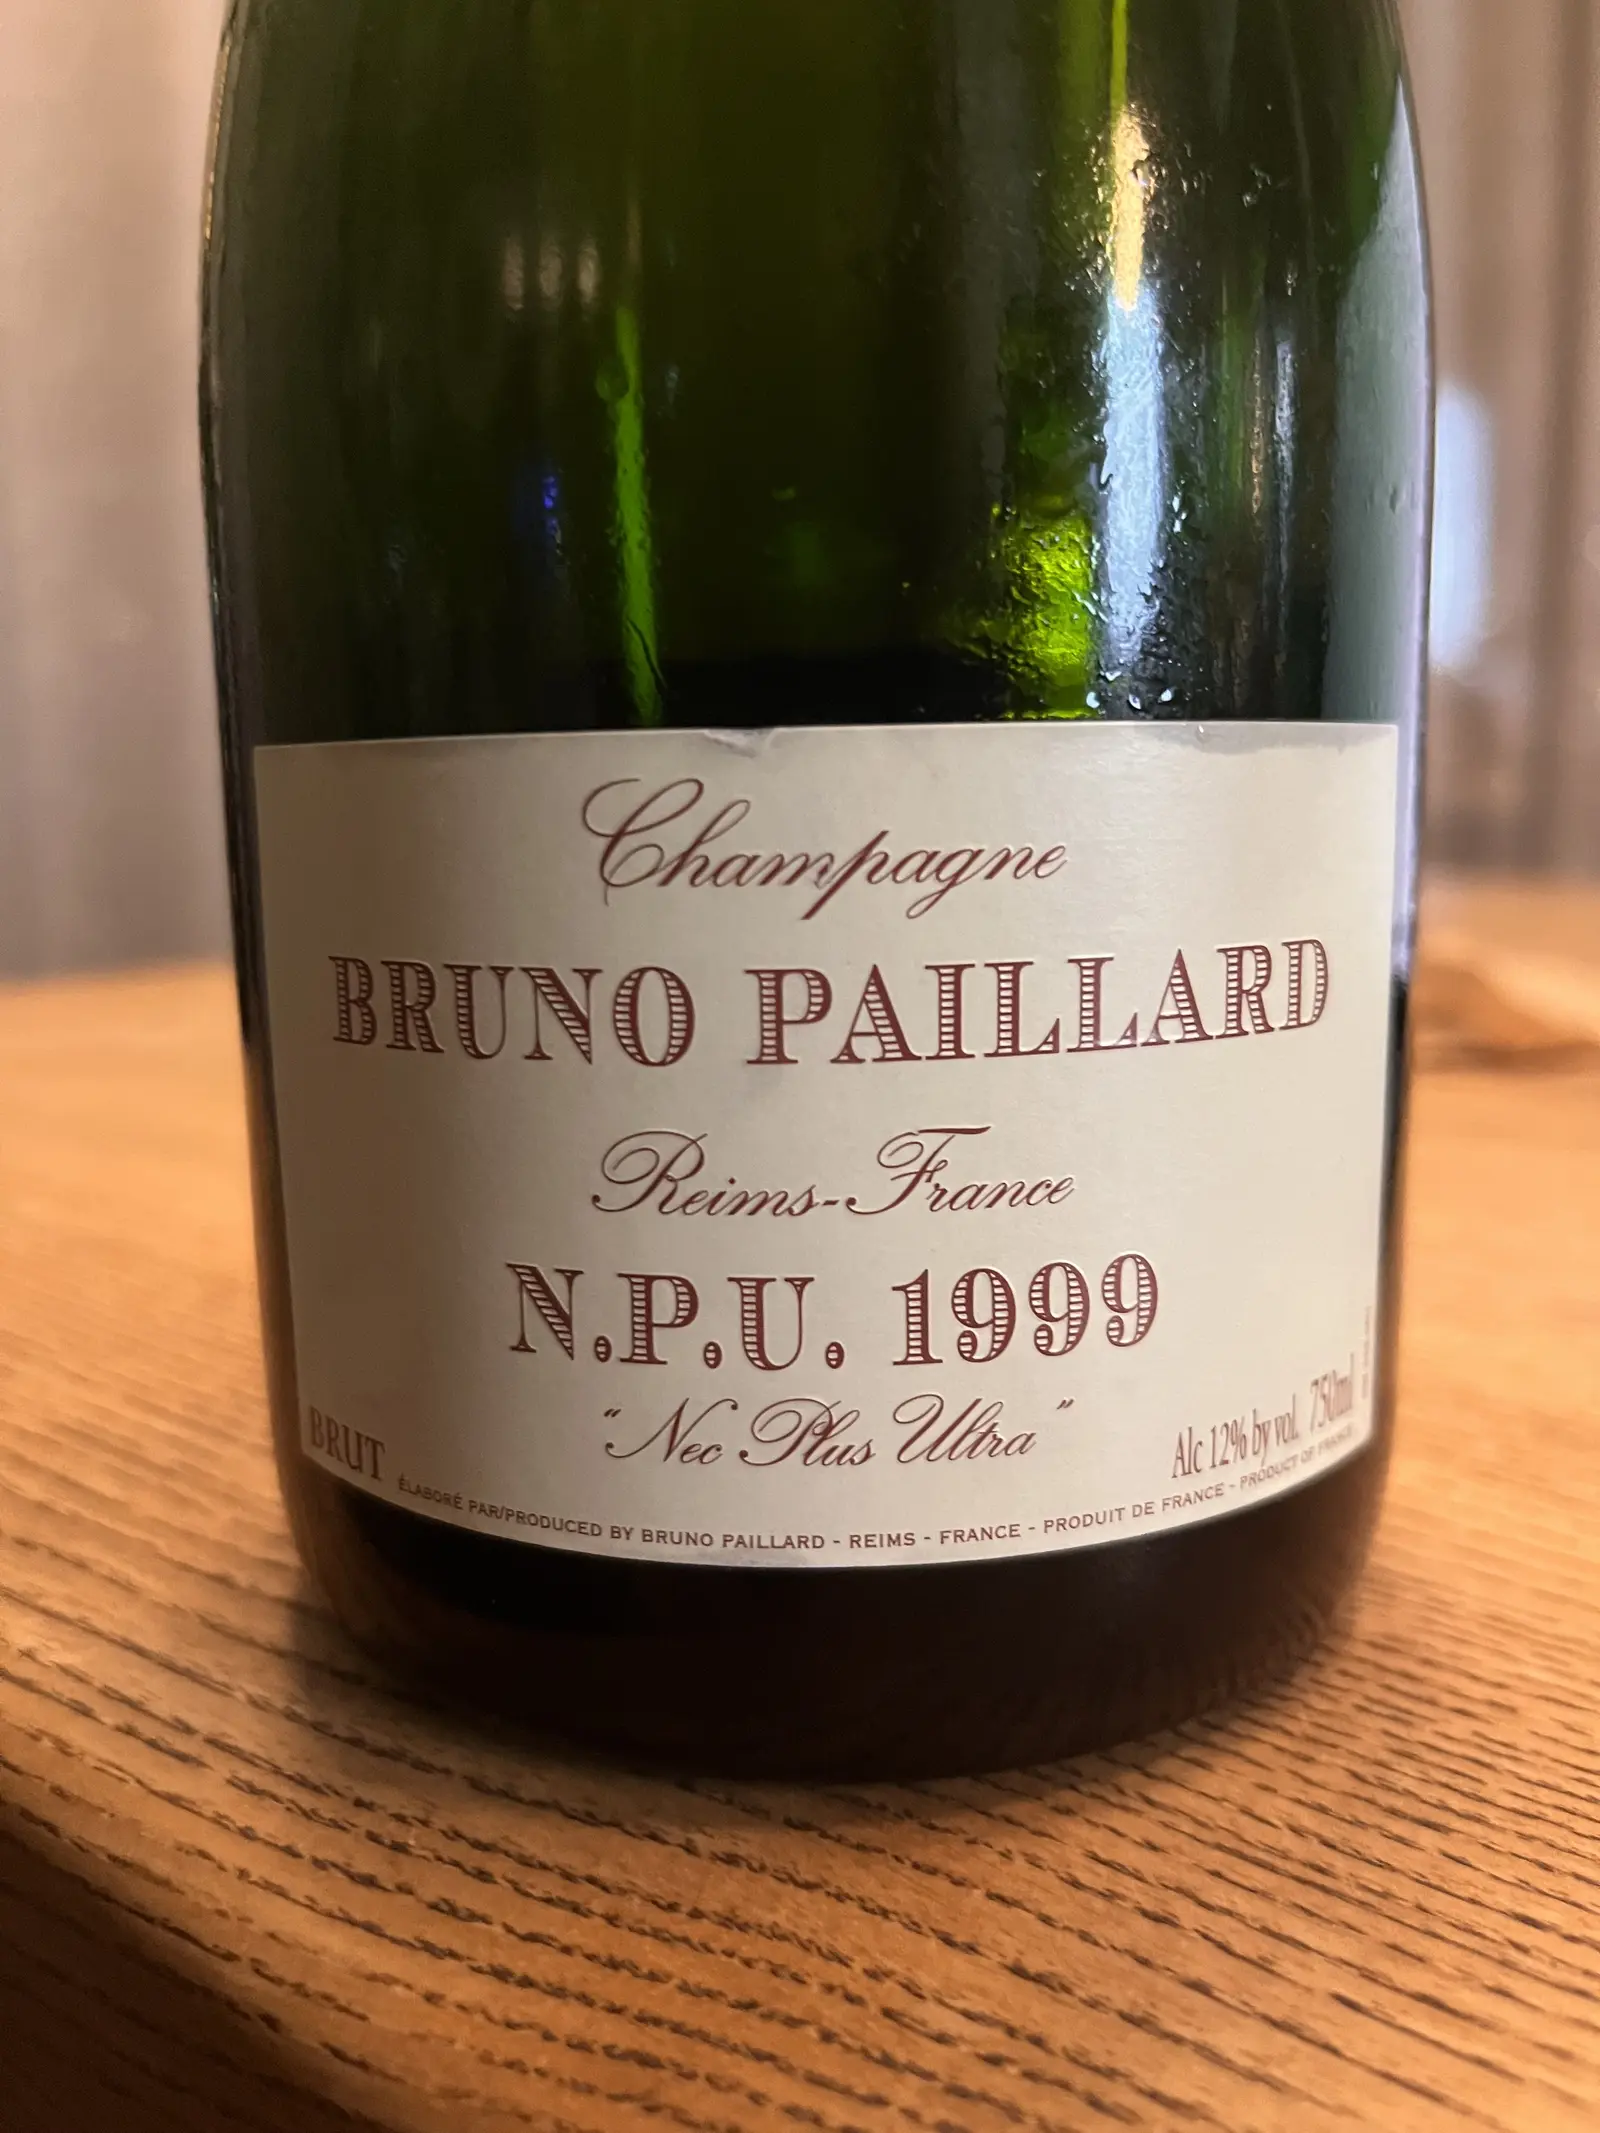 Champagne
BRUNO PAILLARD
Reims-France
N.P.U. 1999
"Nec Plus Ultra"
BRUT
Alc 12% by vol. 750ml
ÉLABORÉ PAR/PRODUCED BY BRUNO PAILLARD - REIMS - FRANCE - PRODUIT DE FRANCE - PRODUCT OF FRANCE